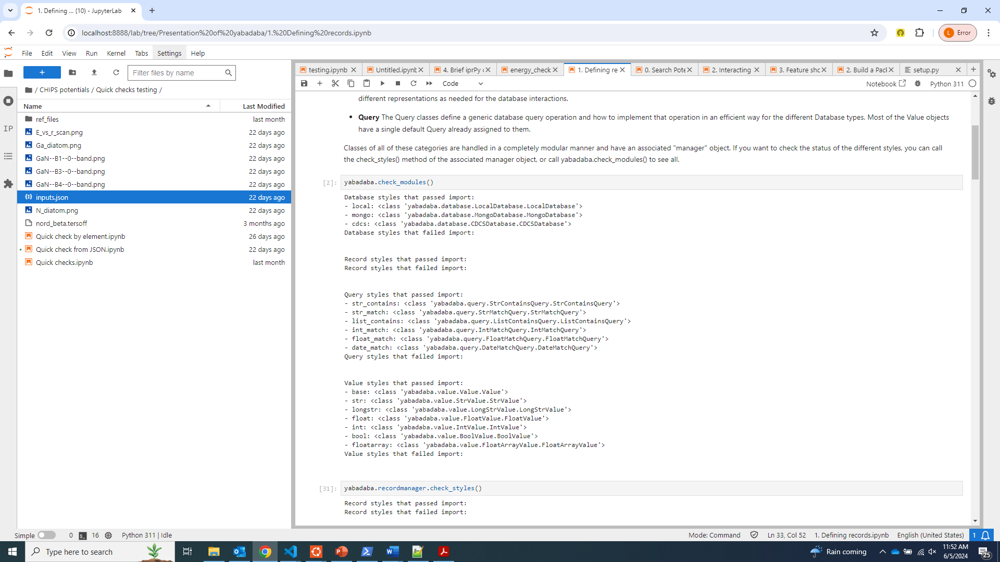 1. Defining ... (10) - JupyterLab
localhost:8888/lab/tree/Presentation%20of%20yabadaba/1.%20Defining%20records.ipynb
L Error
File Edit View Run Kernel Tabs Settings Help
+
Filter files by name
/ CHIPS potentials / Quick checks testing /
Name Last Modified
ref_files last month
E_vs_r_scan.png 22 days ago
Ga_diatom.png 22 days ago
GaN--B1--0--band.png 22 days ago
GaN--B3--0--band.png 22 days ago
GaN--B4--0--band.png 22 days ago
inputs.json 22 days ago
N_diatom.png 22 days ago
nord_beta.tersoff 3 months ago
Quick check by element.ipynb 26 days ago
Quick check from JSON.ipynb 22 days ago
Quick checks.ipynb last month
IP
testing.ipynb Untitled.ipynb 4. Brief iprPy energy_check 1. Defining re 0. Search Pote 2. Interacting 3. Feature sho 2. Build a Pack setup.py
Code Notebook Python 311
different representations as needed for the database interactions.
• Query The Query classes define a generic database query operation and how to implement that operation in an efficient way for the different Database types. Most of the Value objects
have a single default Query already assigned to them.
Classes of all of these categories are handled in a completely modular manner and have an associated "manager" object. If you want to check the status of the different styles, you can call
the check_styles() method of the associated manager object, or call yabadaba.check_modules() to see all.
[2]: yabadaba.check_modules()
Database styles that passed import:
- local: <class 'yabadaba.database.LocalDatabase.LocalDatabase'>
- mongo: <class 'yabadaba.database.MongoDatabase.MongoDatabase'>
- cdcs: <class 'yabadaba.database.CDCSDatabase.CDCSDatabase'>
Database styles that failed import:
Record styles that passed import:
Record styles that failed import:
Query styles that passed import:
- str_contains: <class 'yabadaba.query.StrContainsQuery.StrContainsQuery'>
- str_match: <class 'yabadaba.query.StrMatchQuery.StrMatchQuery'>
- list_contains: <class 'yabadaba.query.ListContainsQuery.ListContainsQuery'>
- int_match: <class 'yabadaba.query.IntMatchQuery.IntMatchQuery'>
- float_match: <class 'yabadaba.query.FloatMatchQuery.FloatMatchQuery'>
- date_match: <class 'yabadaba.query.DateMatchQuery.DateMatchQuery'>
Query styles that failed import:
Value styles that passed import:
- base: <class 'yabadaba.value.Value.Value'>
- str: <class 'yabadaba.value.StrValue.StrValue'>
- longstr: <class 'yabadaba.value.LongStrValue.LongStrValue'>
- float: <class 'yabadaba.value.FloatValue.FloatValue'>
- int: <class 'yabadaba.value.IntValue.IntValue'>
- bool: <class 'yabadaba.value.BoolValue.BoolValue'>
- floatarray: <class 'yabadaba.value.FloatArrayValue.FloatArrayValue'>
Value styles that failed import:
[31]: yabadaba.recordmanager.check_styles()
Record styles that passed import:
Record styles that failed import:
Simple 0 16 Python 311 | Idle Mode: Command Ln 33, Col 52 1. Defining records.ipynb English (United States) 1
Type here to search Rain coming 11:52 AM
6/5/2024 25